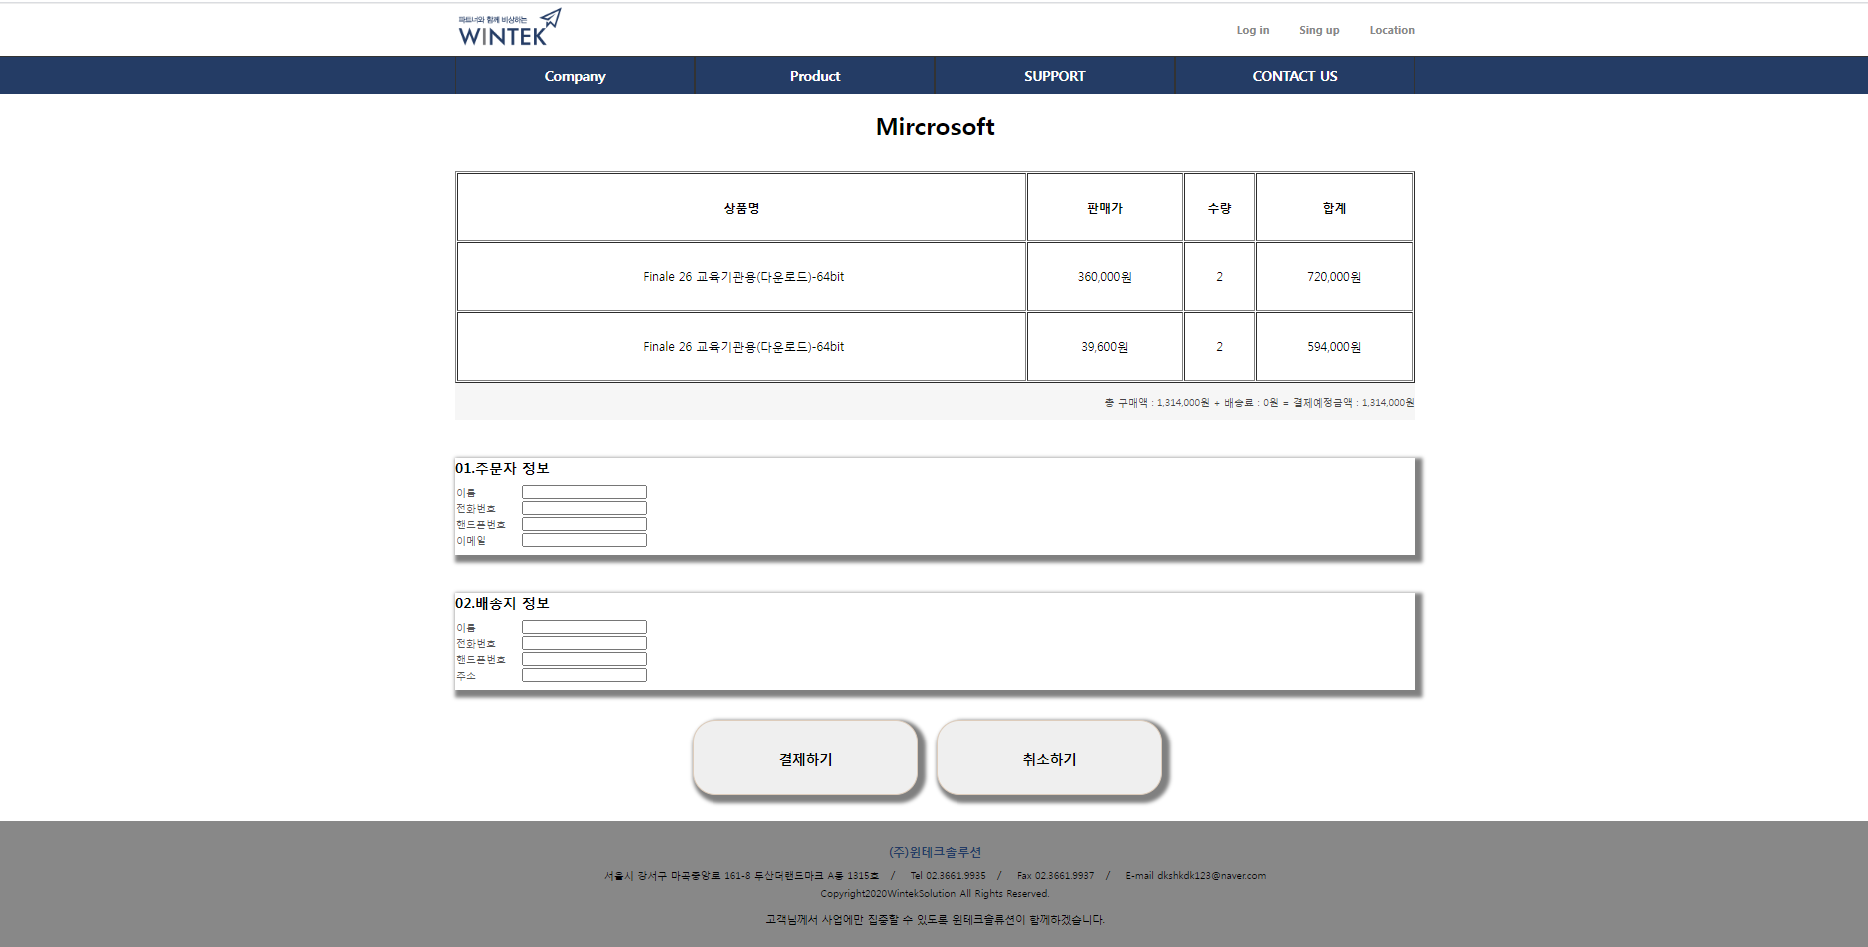 파트너와 함께 비상하는
WINTEK
Log in Sing up Location
Company Product SUPPORT CONTACT US
Mircrosoft
상품명 판매가 수량 합계
Finale 26 교육기관용(다운로드)-64bit 360,000원 2 720,000원
Finale 26 교육기관용(다운로드)-64bit 39,600원 2 594,000원
총 구매액 : 1,314,000원 + 배송료 : 0원 = 결제예정금액 : 1,314,000원
01.주문자 정보
이름
전화번호
핸드폰번호
이메일
02.배송지 정보
이름
전화번호
핸드폰번호
주소
결제하기 취소하기
(주)윈테크솔루션
서울시 강서구 마곡중앙로 161-8 두산더랜드마크 A동 1315호 / Tel 02.3661.9935 / Fax 02.3661.9937 / E-mail dkshkdk123@naver.com
Copyright2020WintekSolution All Rights Reserved.
고객님께서 사업에만 집중할 수 있도록 윈테크솔류션이 함께하겠습니다.